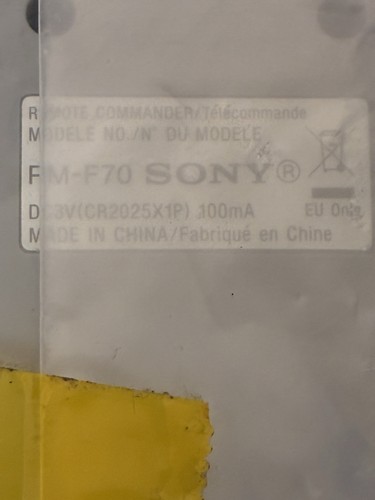 REMOTE COMMANDER/Télécommande
MODELE NO./N° DU MODELE
RM-F70 SONY®
DC3V(CR2025X1P) 100mA EU Only
MADE IN CHINA/Fabriqué en Chine